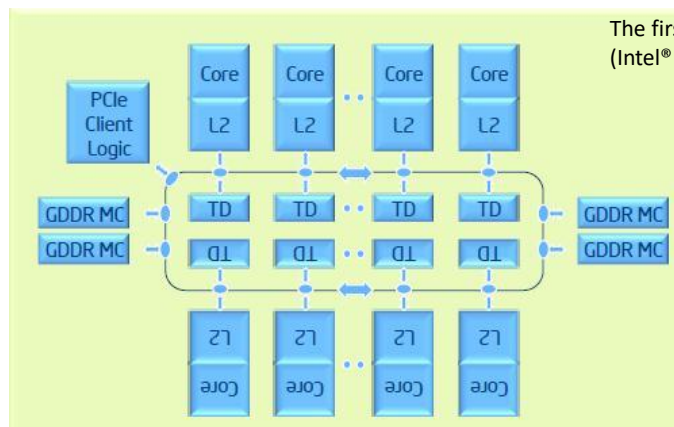 The firs
(Intel®
Core Core Core Core
PCIe
Client
Logic
L2 L2 L2 L2
GDDR MC TD TD TD TD GDDR MC
GDDR MC TD TD TD TD GDDR MC
L2 L2 L2 L2
Core Core Core Core